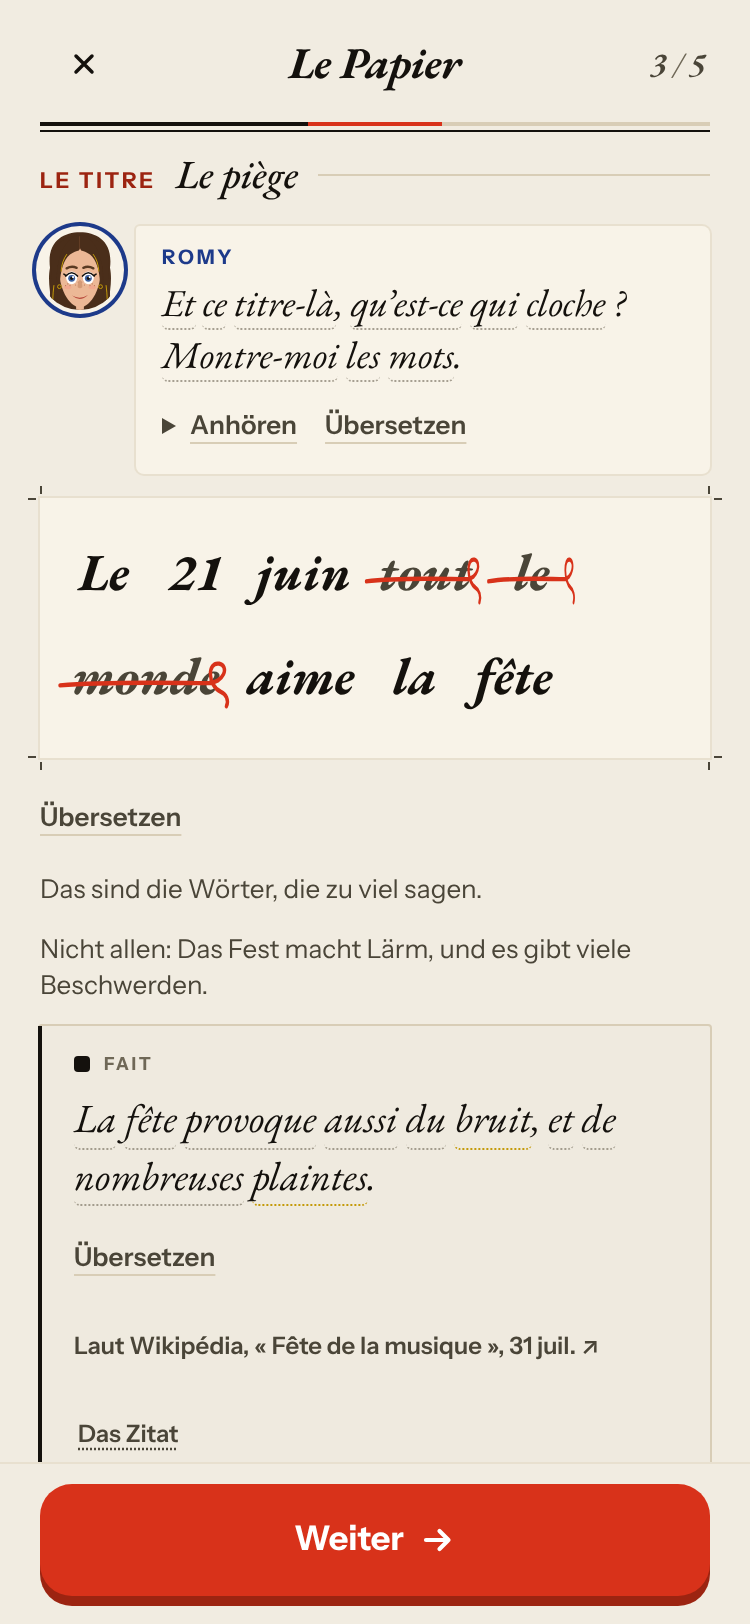 Le Papier
3 / 5
LE TITRE Le piège
ROMY
Et ce titre-là, qu’est-ce qui cloche ?
Montre-moi les mots.
Anhören Übersetzen
Le 21 juin tout le
monde aime la fête
Übersetzen
Das sind die Wörter, die zu viel sagen.
Nicht allen: Das Fest macht Lärm, und es gibt viele
Beschwerden.
FAIT
La fête provoque aussi du bruit, et de
nombreuses plaintes.
Übersetzen
Laut Wikipédia, « Fête de la musique », 31 juil. ↗
Das Zitat
Weiter →